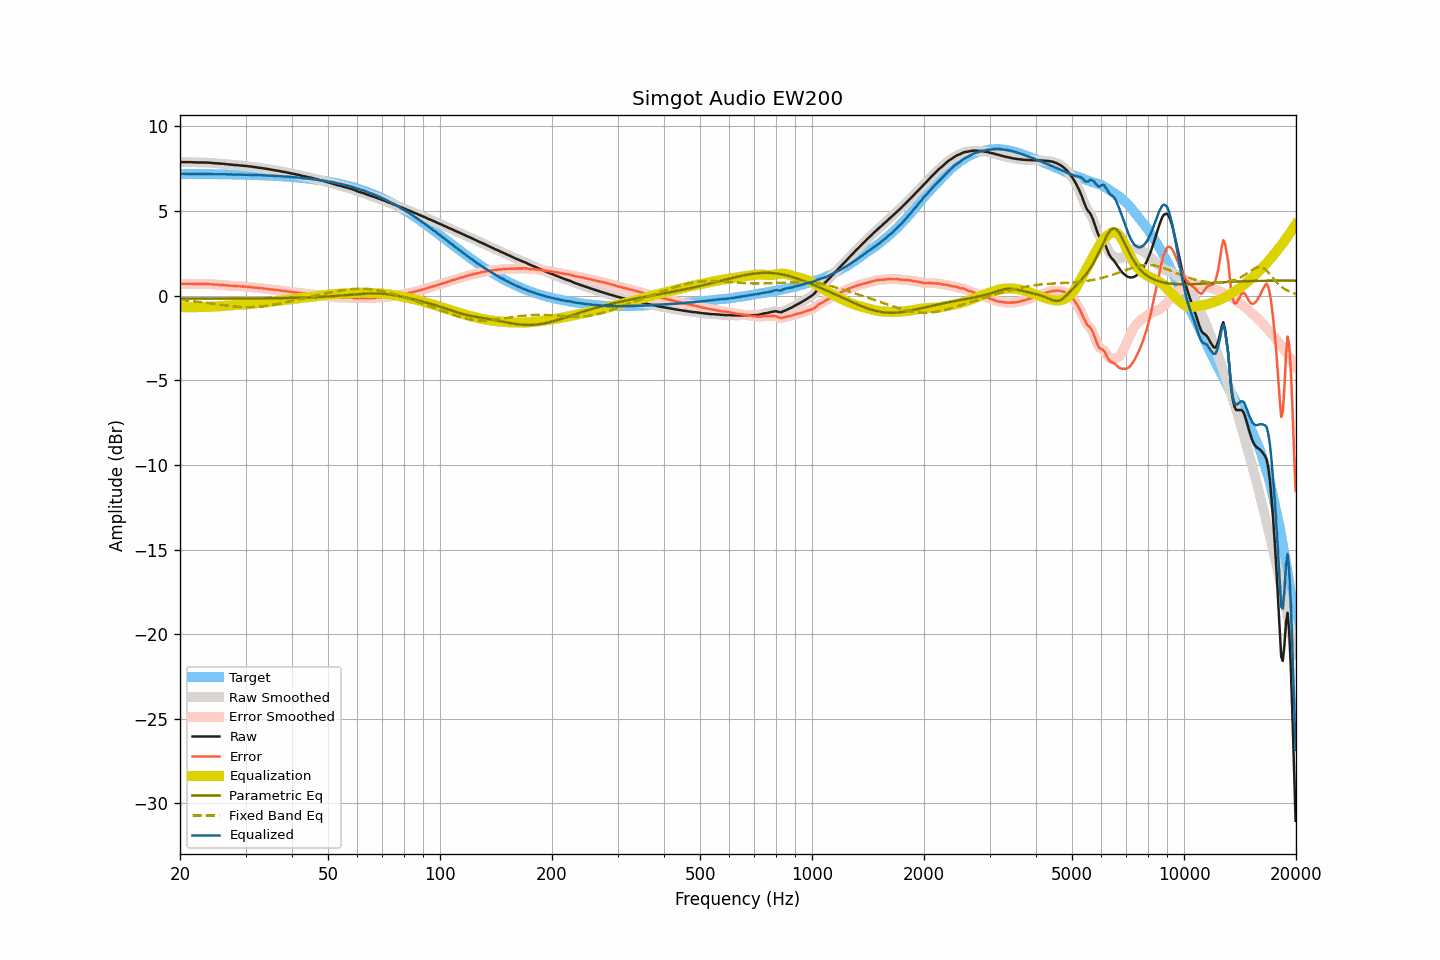 Simgot Audio EW200
10
5
0
−5
−10
−15
−20
−25
−30
Amplitude (dBr)
Target
Raw Smoothed
Error Smoothed
Raw
Error
Equalization
Parametric Eq
Fixed Band Eq
Equalized
20 50 100 200 500 1000 2000 5000 10000 20000
Frequency (Hz)